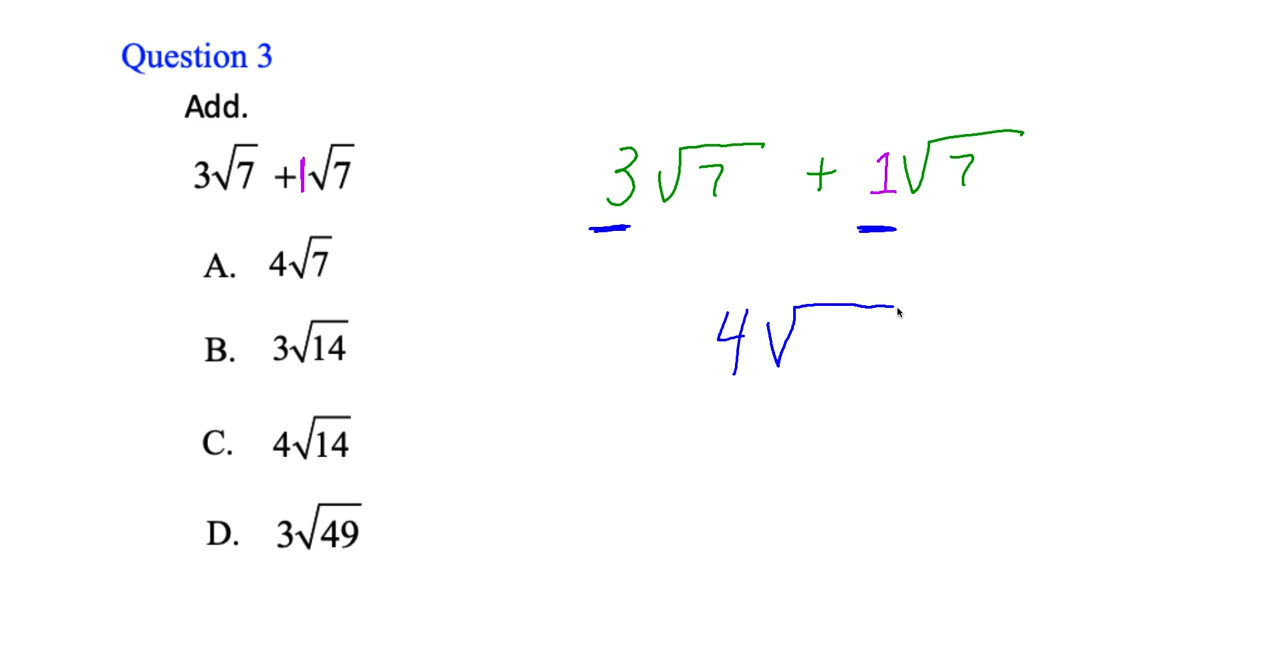 Question 3
Add.
3√7 +1√7
A. 4√7
B. 3√14
C. 4√14
D. 3√49
3√7 + 1√7
4√